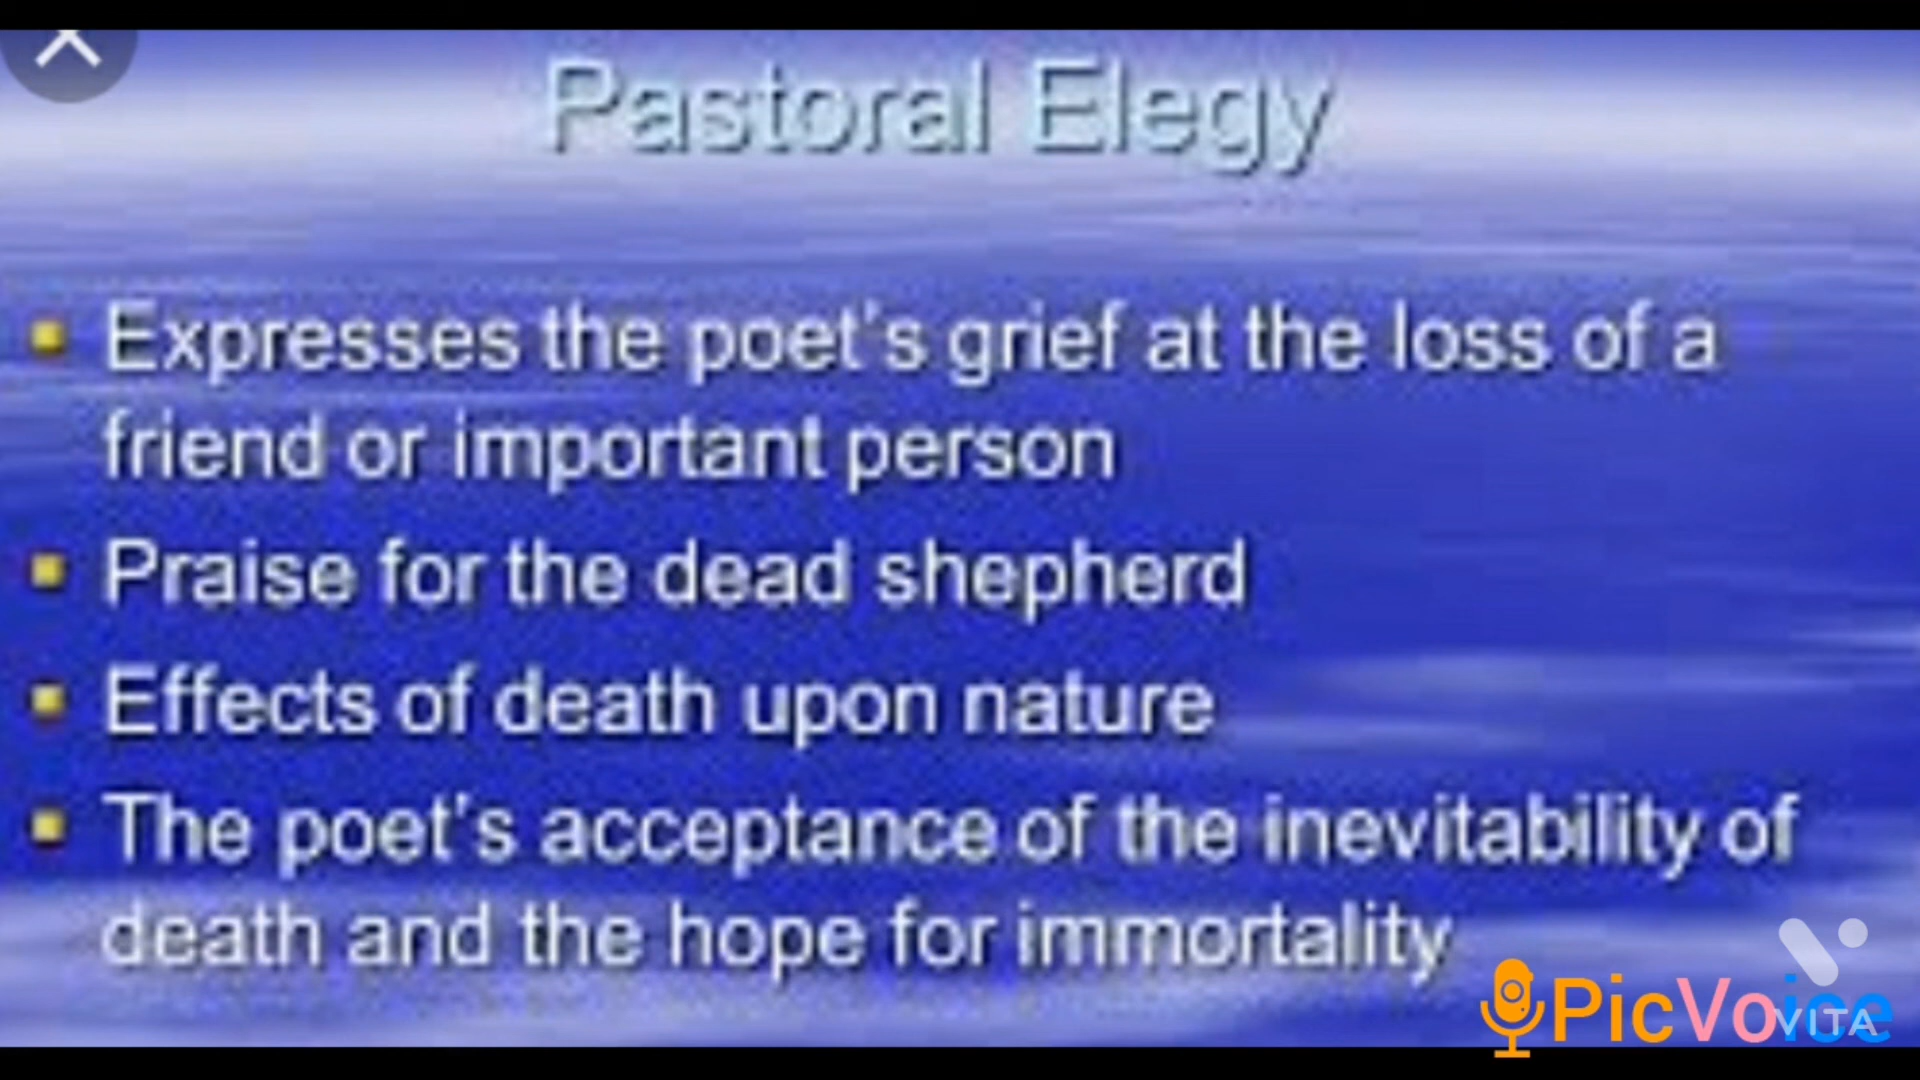 Pastoral Elegy
Expresses the poet's grief at the loss of a
friend or important person
Praise for the dead shepherd
Effects of death upon nature
The poet's acceptance of the inevitability of
death and the hope for immortality
PicVoice
VITA